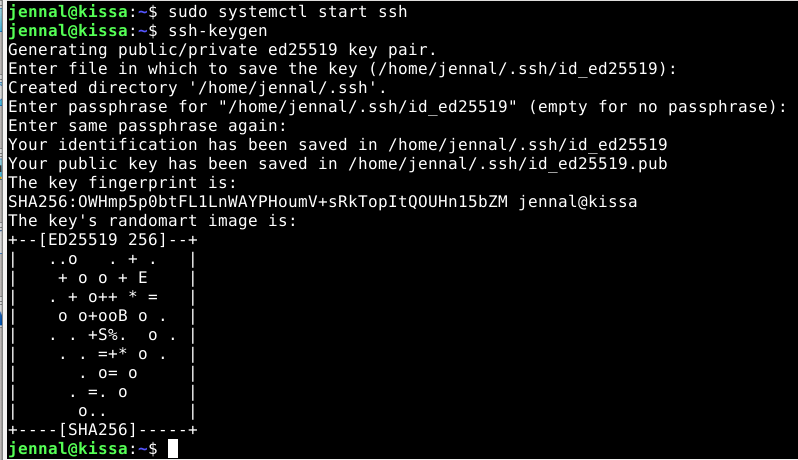 jennal@kissa:~$ sudo systemctl start ssh
jennal@kissa:~$ ssh-keygen
Generating public/private ed25519 key pair.
Enter file in which to save the key (/home/jennal/.ssh/id_ed25519):
Created directory '/home/jennal/.ssh'.
Enter passphrase for "/home/jennal/.ssh/id_ed25519" (empty for no passphrase):
Enter same passphrase again:
Your identification has been saved in /home/jennal/.ssh/id_ed25519
Your public key has been saved in /home/jennal/.ssh/id_ed25519.pub
The key fingerprint is:
SHA256:OWHmp5p0btFL1LnWAYPHoumV+sRkTopItQOUHn15bZM jennal@kissa
The key's randomart image is:
+--[ED25519 256]--+
|   ..o   . + .   |
|    + o o + E    |
|   . + o++ * =   |
|    o o+ooB o .  |
|   . . +S%.  o . |
|    . . =+* o .  |
|      . o= o     |
|     . =. o      |
|      o..        |
+----[SHA256]-----+
jennal@kissa:~$